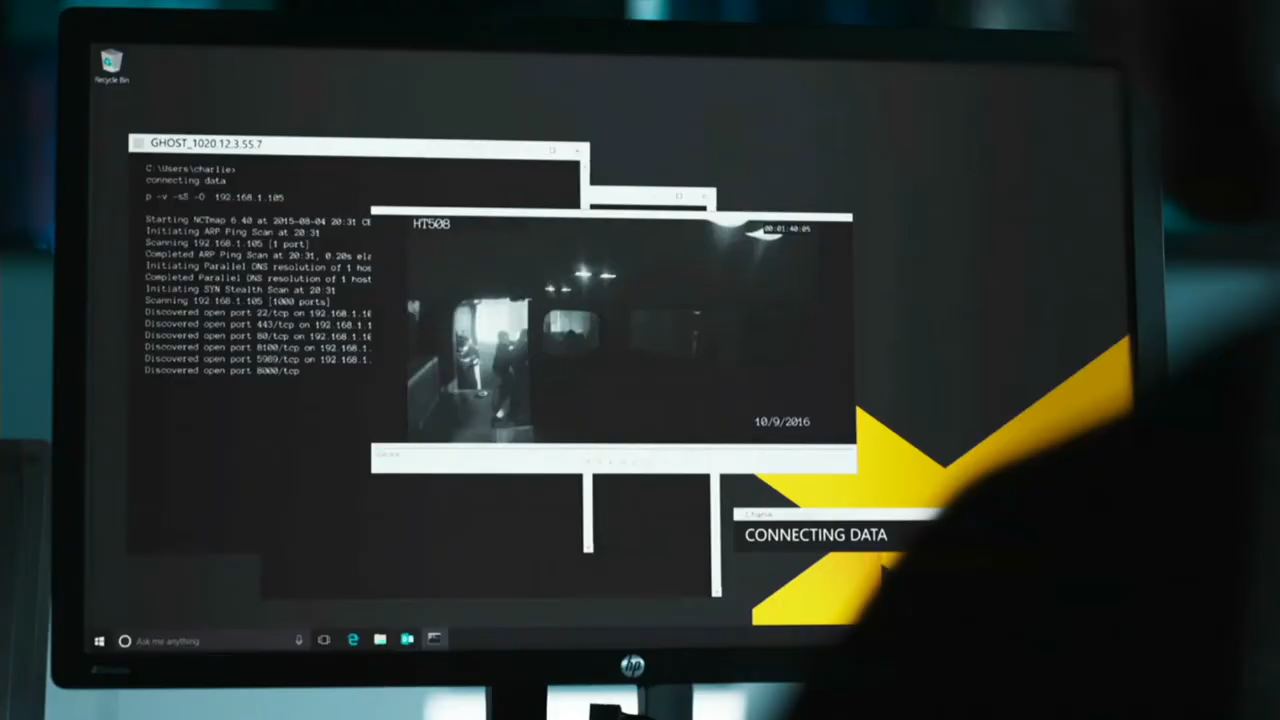 Recycle Bin
GHOST_1020.12.3.55.7
C:\Users\charlie>
connecting data
p -v -sS -O 192.168.1.105
Starting NCTmap 6.40 at 2015-08-04 20:31 CE
Initiating ARP Ping Scan at 20:31
Scanning 192.168.1.105 [1 port]
Completed ARP Ping Scan at 20:31, 0.20s ela
Initiating Parallel DNS resolution of 1 hos
Completed Parallel DNS resolution of 1 host
Initiating SYN Stealth Scan at 20:31
Scanning 192.168.1.105 [1000 ports]
Discovered open port 22/tcp on 192.168.1.10
Discovered open port 443/tcp on 192.168.1.1
Discovered open port 80/tcp on 192.168.1.10
Discovered open port 8100/tcp on 192.168.1.
Discovered open port 5989/tcp on 192.168.1.
Discovered open port 8000/tcp
HT508
00:01:40:05
10/9/2016
CONNECTING DATA
Ask me anything
hp